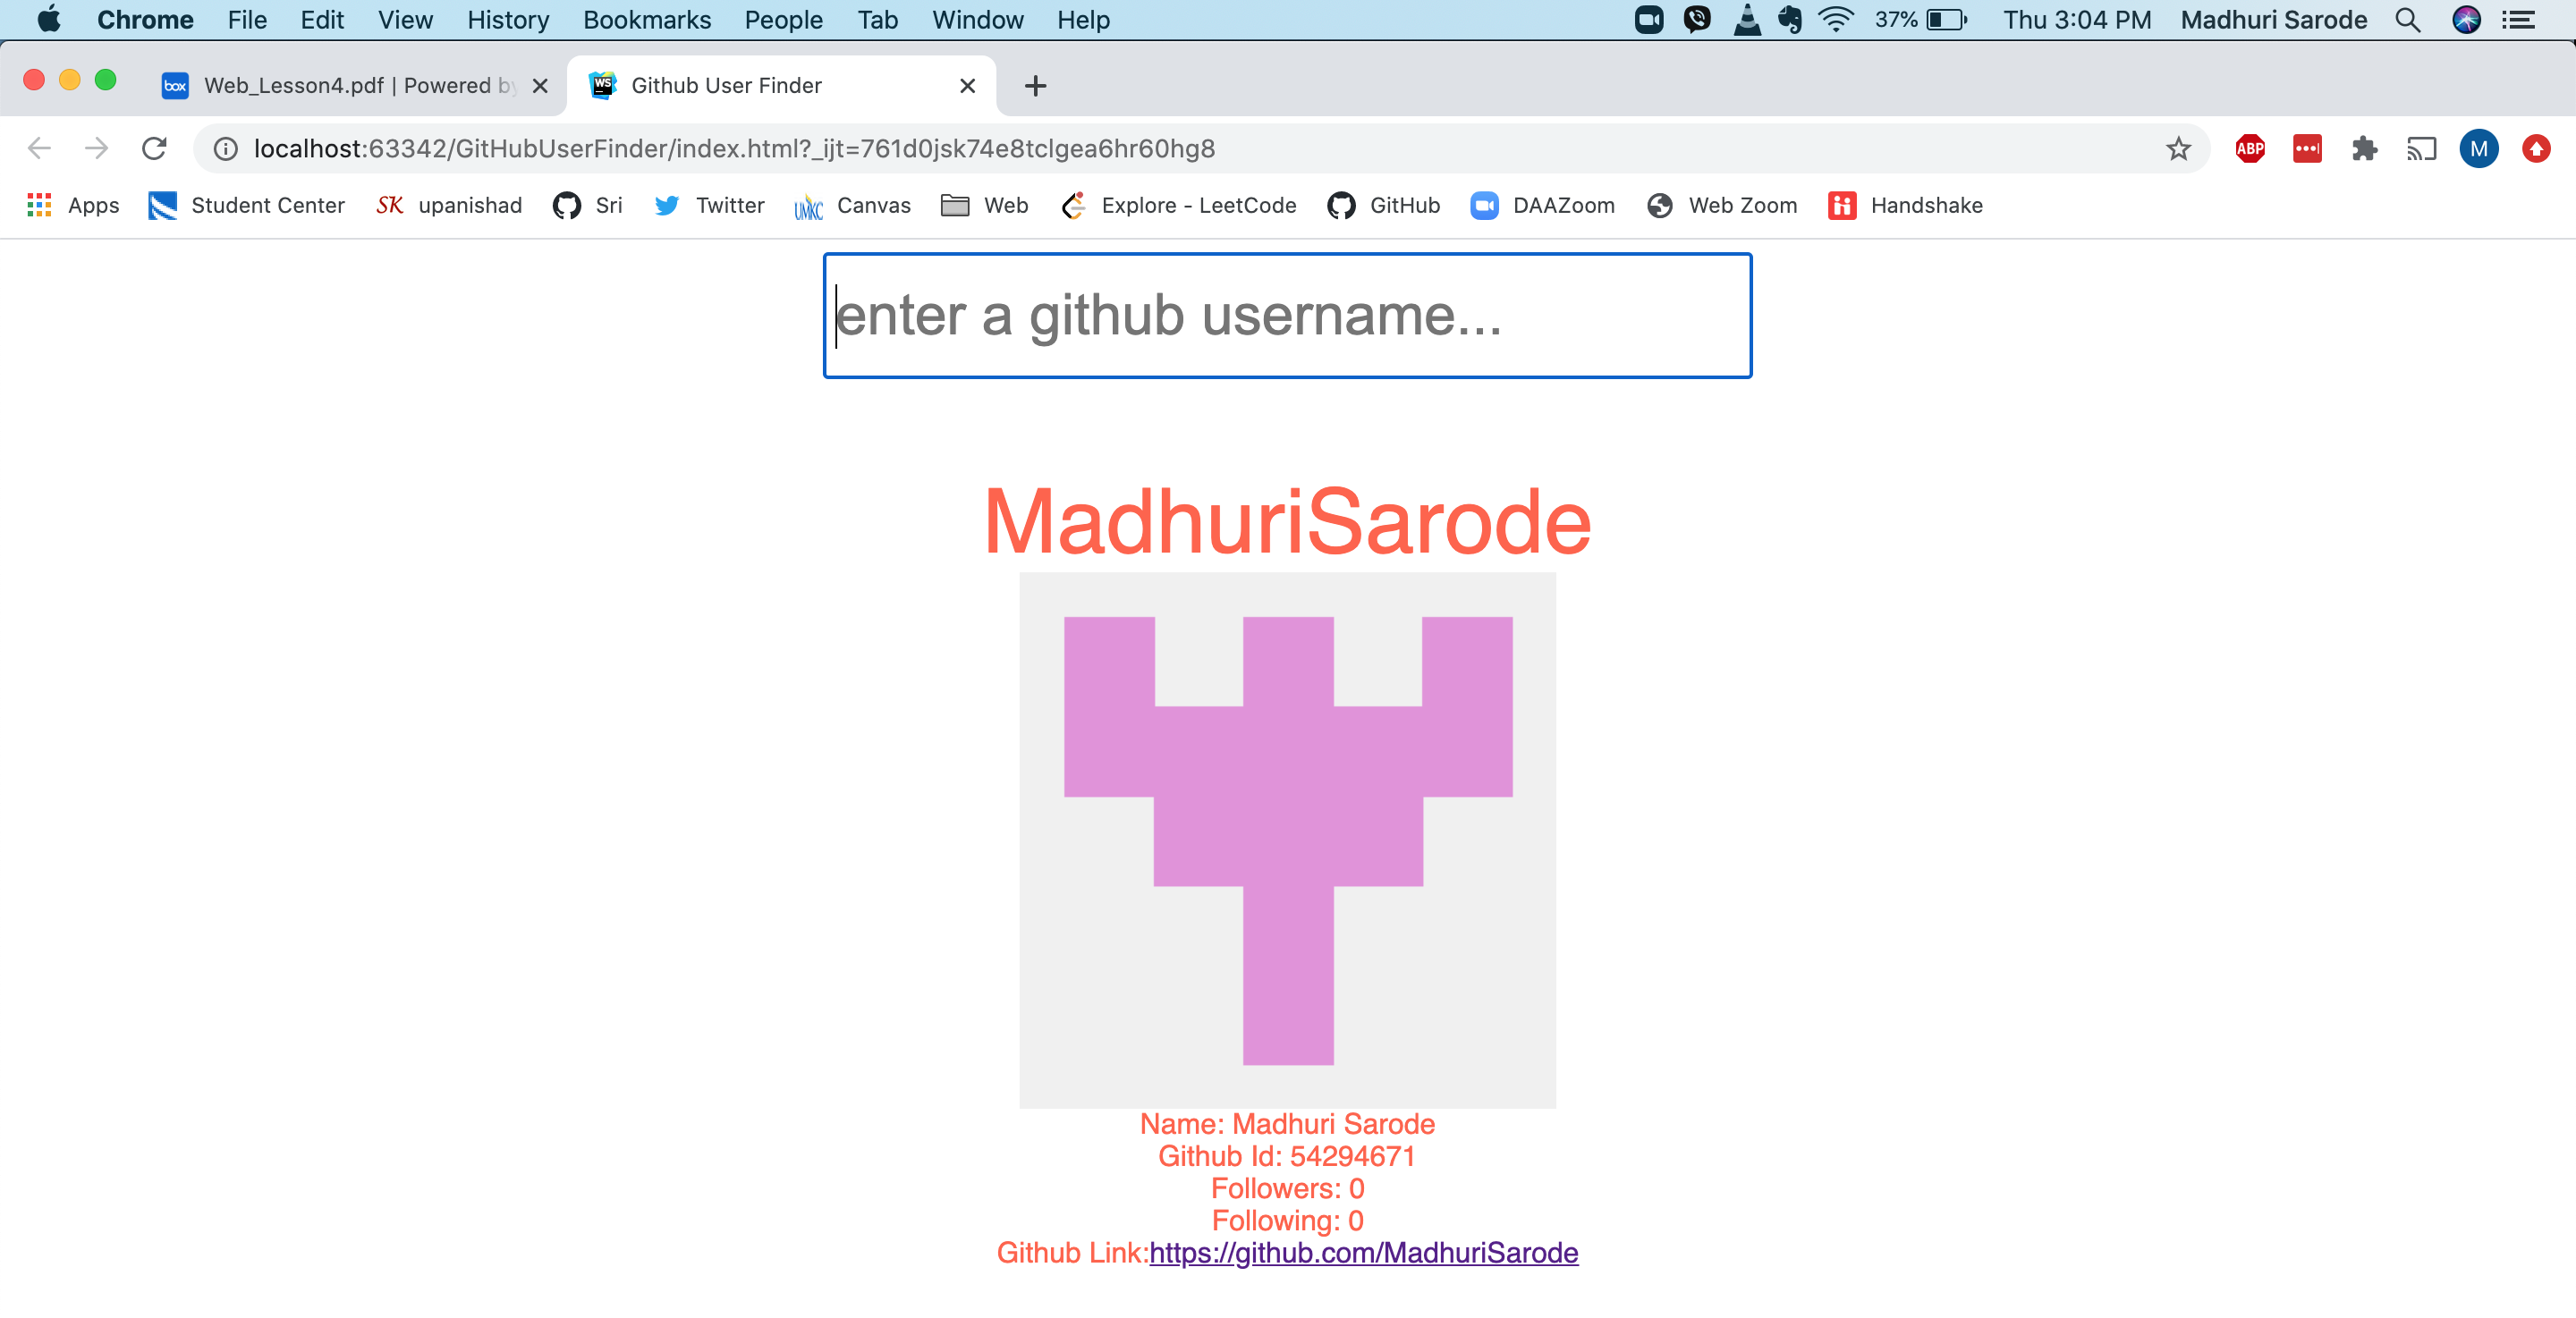 Chrome File Edit View History Bookmarks People Tab Window Help 37% Thu 3:04 PM Madhuri Sarode
box Web_Lesson4.pdf | Powered by WS Github User Finder
localhost:63342/GitHubUserFinder/index.html?_ijt=761d0jsk74e8tclgea6hr60hg8 ABP M
Apps Student Center SK upanishad Sri Twitter UMKC Canvas Web Explore - LeetCode GitHub DAAZoom Web Zoom Handshake
enter a github username...
MadhuriSarode
Name: Madhuri Sarode
Github Id: 54294671
Followers: 0
Following: 0
Github Link:https://github.com/MadhuriSarode